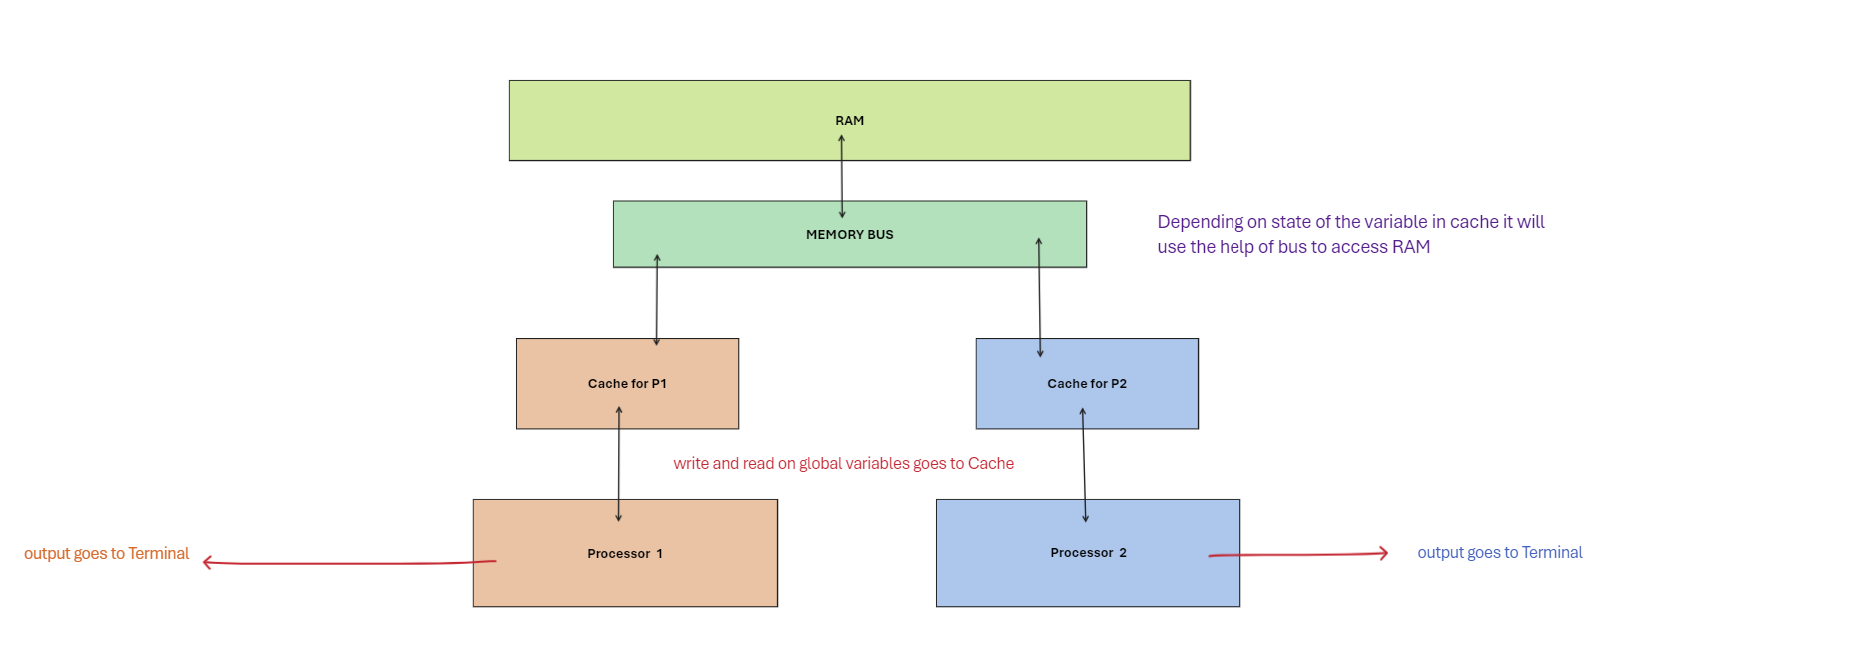 RAM
MEMORY BUS
Depending on state of the variable in cache it will
use the help of bus to access RAM
Cache for P1
Cache for P2
write and read on global variables goes to Cache
output goes to Terminal
Processor 1
Processor 2
output goes to Terminal